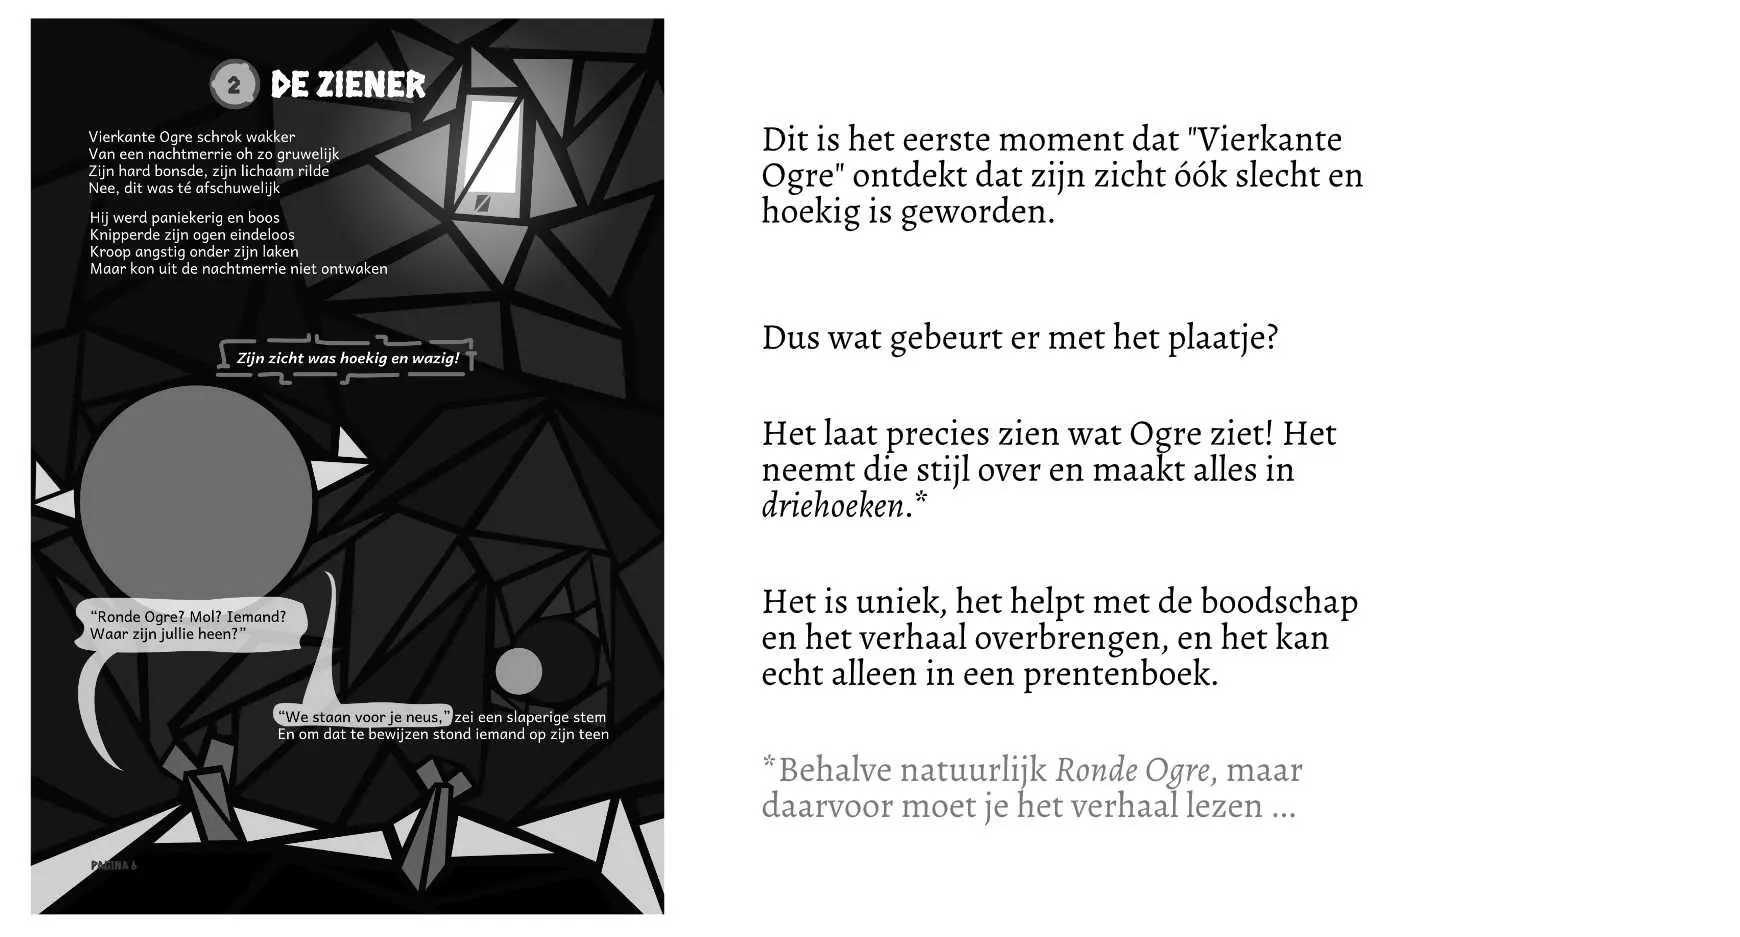 2 DE ZIENER
Vierkante Ogre schrok wakker
Van een nachtmerrie oh zo gruwelijk
Zijn hard bonsde, zijn lichaam rilde
Nee, dit was té afschuwelijk
Hij werd paniekerig en boos
Knipperde zijn ogen eindeloos
Kroop angstig onder zijn laken
Maar kon uit de nachtmerrie niet ontwaken
Zijn zicht was hoekig en wazig!
“Ronde Ogre? Mol? Iemand?
Waar zijn jullie heen?”
“We staan voor je neus,” zei een slaperige stem
En om dat te bewijzen stond iemand op zijn teen
PAGINA 6
Dit is het eerste moment dat "Vierkante
Ogre" ontdekt dat zijn zicht óók slecht en
hoekig is geworden.
Dus wat gebeurt er met het plaatje?
Het laat precies zien wat Ogre ziet! Het
neemt die stijl over en maakt alles in
driehoeken.*
Het is uniek, het helpt met de boodschap
en het verhaal overbrengen, en het kan
echt alleen in een prentenboek.
*Behalve natuurlijk Ronde Ogre, maar
daarvoor moet je het verhaal lezen ...